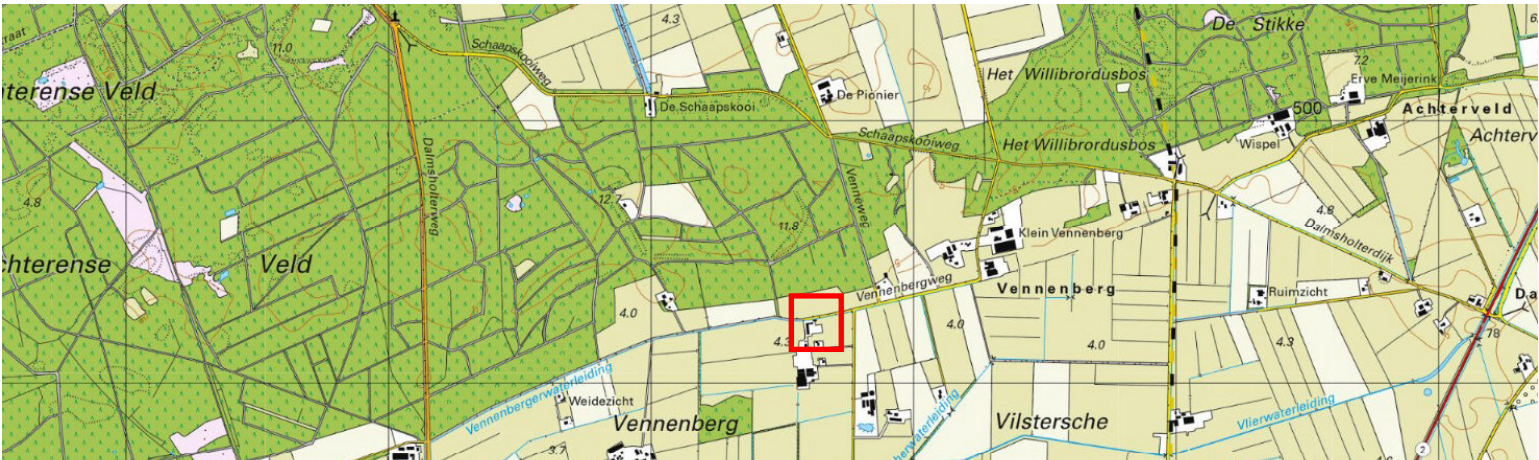 4.3
De Stikke
11.0
Schaapskooiweg
7.2
Het Willibrordusbos
Erve Meijerink
terense Veld
De Pionier
De Schaapskooi
500
Achterveld
Schaapskooiweg
Het Willibrordusbos
Wispel
Achterv
Dalmsholterweg
4.8
12.7
Venneweg
11.8
4.8
Klein Vennenberg
Dalmsholterdijk
chterense
Veld
Vennenbergweg
Vennenberg
Ruimzicht
Da
4.0
4.0
78
4.3
4.0
4.3
Vennenbergerwaterleiding
Weidezicht
Vennenberg
Vilstersche
Vlierwaterleiding
3.7
erwaterleiding
2